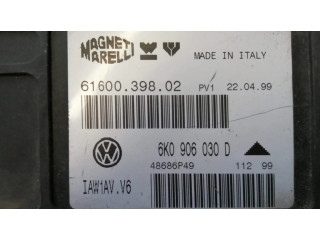 MAGNETI MARELLI MADE IN ITALY
61600.398.02 PV1 22.04.99
6K0 906 030 D
48686P49 112 99
IAW1AV.V6